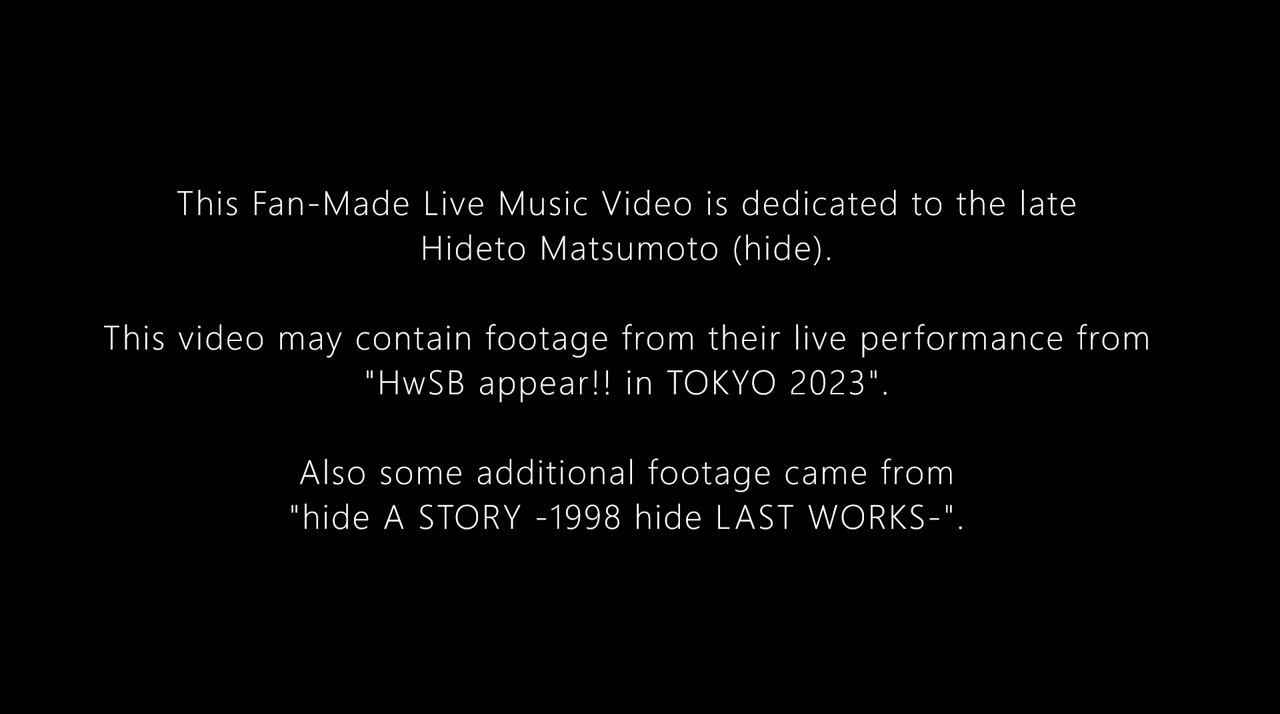 This Fan-Made Live Music Video is dedicated to the late
Hideto Matsumoto (hide).
This video may contain footage from their live performance from
"HwSB appear!! in TOKYO 2023".
Also some additional footage came from
"hide A STORY -1998 hide LAST WORKS-".